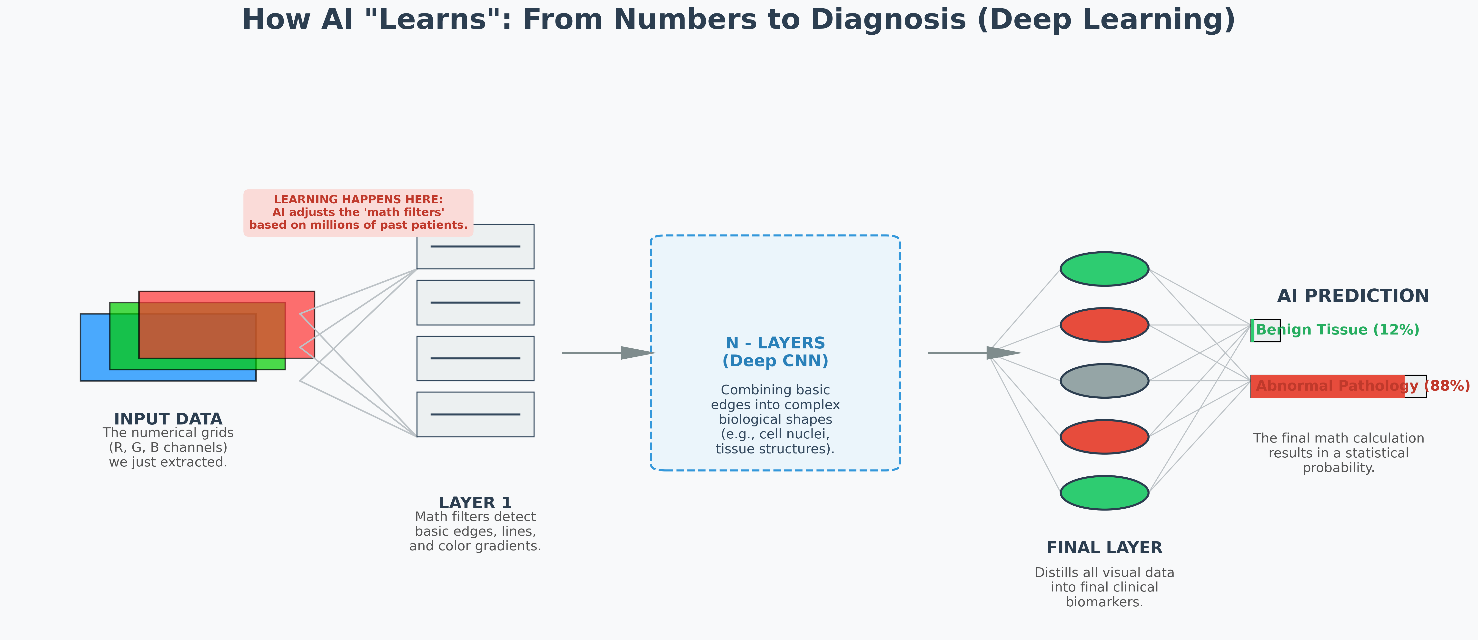 How AI "Learns": From Numbers to Diagnosis (Deep Learning)
LEARNING HAPPENS HERE:
AI adjusts the 'math filters'
based on millions of past patients.
INPUT DATA
The numerical grids
(R, G, B channels)
we just extracted.
LAYER 1
Math filters detect
basic edges, lines,
and color gradients.
N - LAYERS
(Deep CNN)
Combining basic
edges into complex
biological shapes
(e.g., cell nuclei,
tissue structures).
FINAL LAYER
Distills all visual data
into final clinical
biomarkers.
AI PREDICTION
Benign Tissue (12%)
Abnormal Pathology (88%)
The final math calculation
results in a statistical
probability.